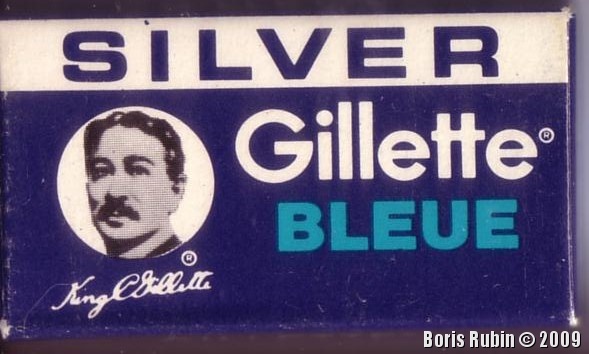 SILVER
Gillette®
BLEUE
®
King C Gillette
Boris Rubin © 2009